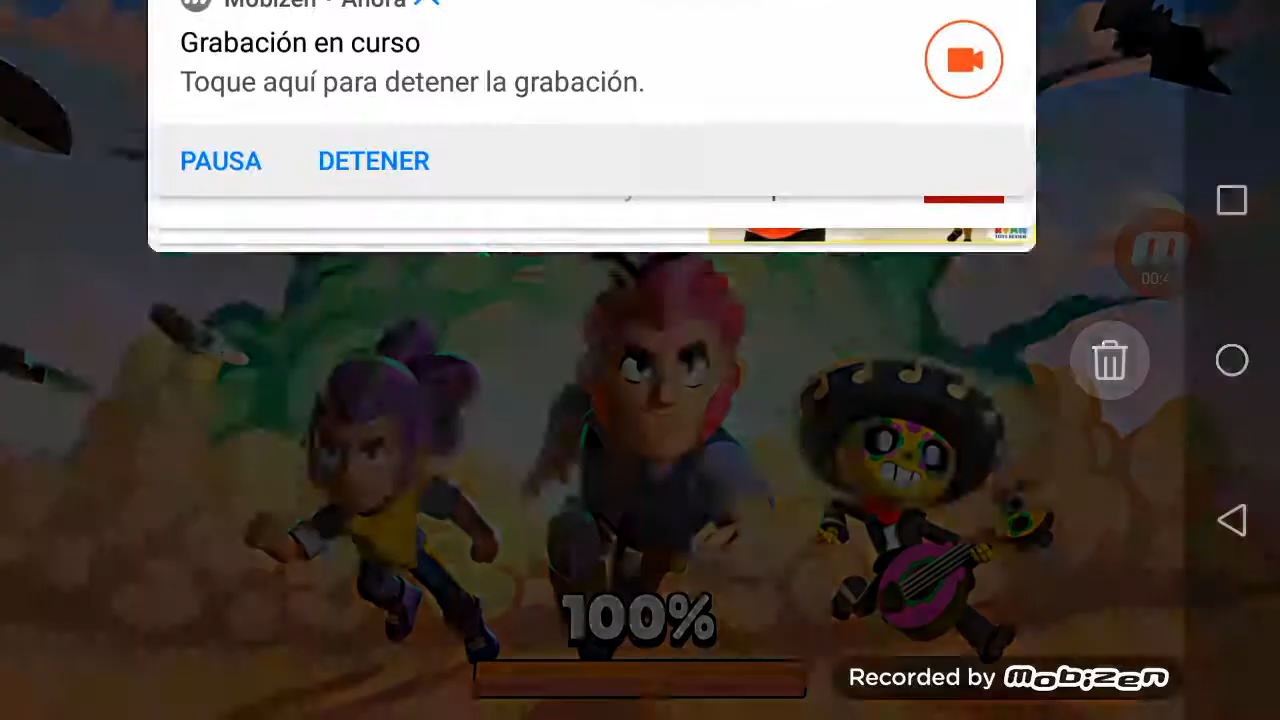 Mobizen • Ahora
Grabación en curso
Toque aquí para detener la grabación.
PAUSA DETENER
100%
Recorded by mobizen